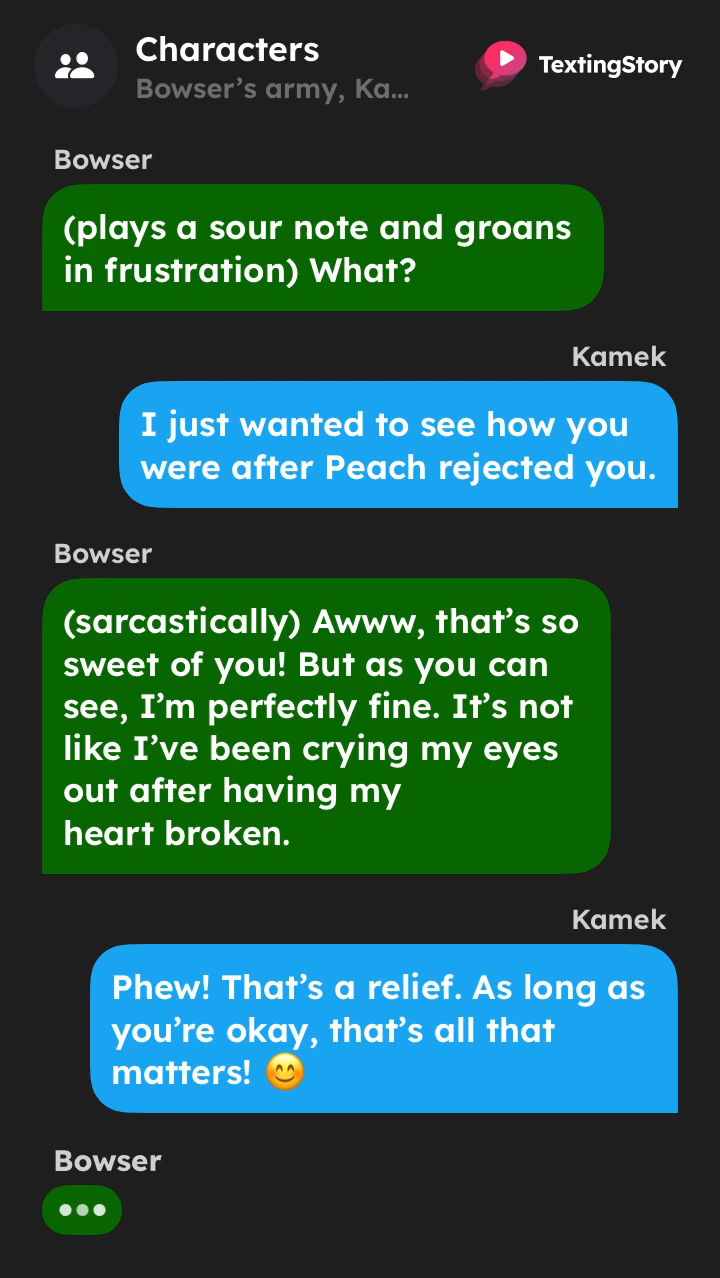 Characters
Bowser’s army, Ka...
TextingStory
Bowser
(plays a sour note and groans
in frustration) What?
Kamek
I just wanted to see how you
were after Peach rejected you.
Bowser
(sarcastically) Awww, that’s so
sweet of you! But as you can
see, I’m perfectly fine. It’s not
like I’ve been crying my eyes
out after having my
heart broken.
Kamek
Phew! That’s a relief. As long as
you’re okay, that’s all that
matters! 😊
Bowser